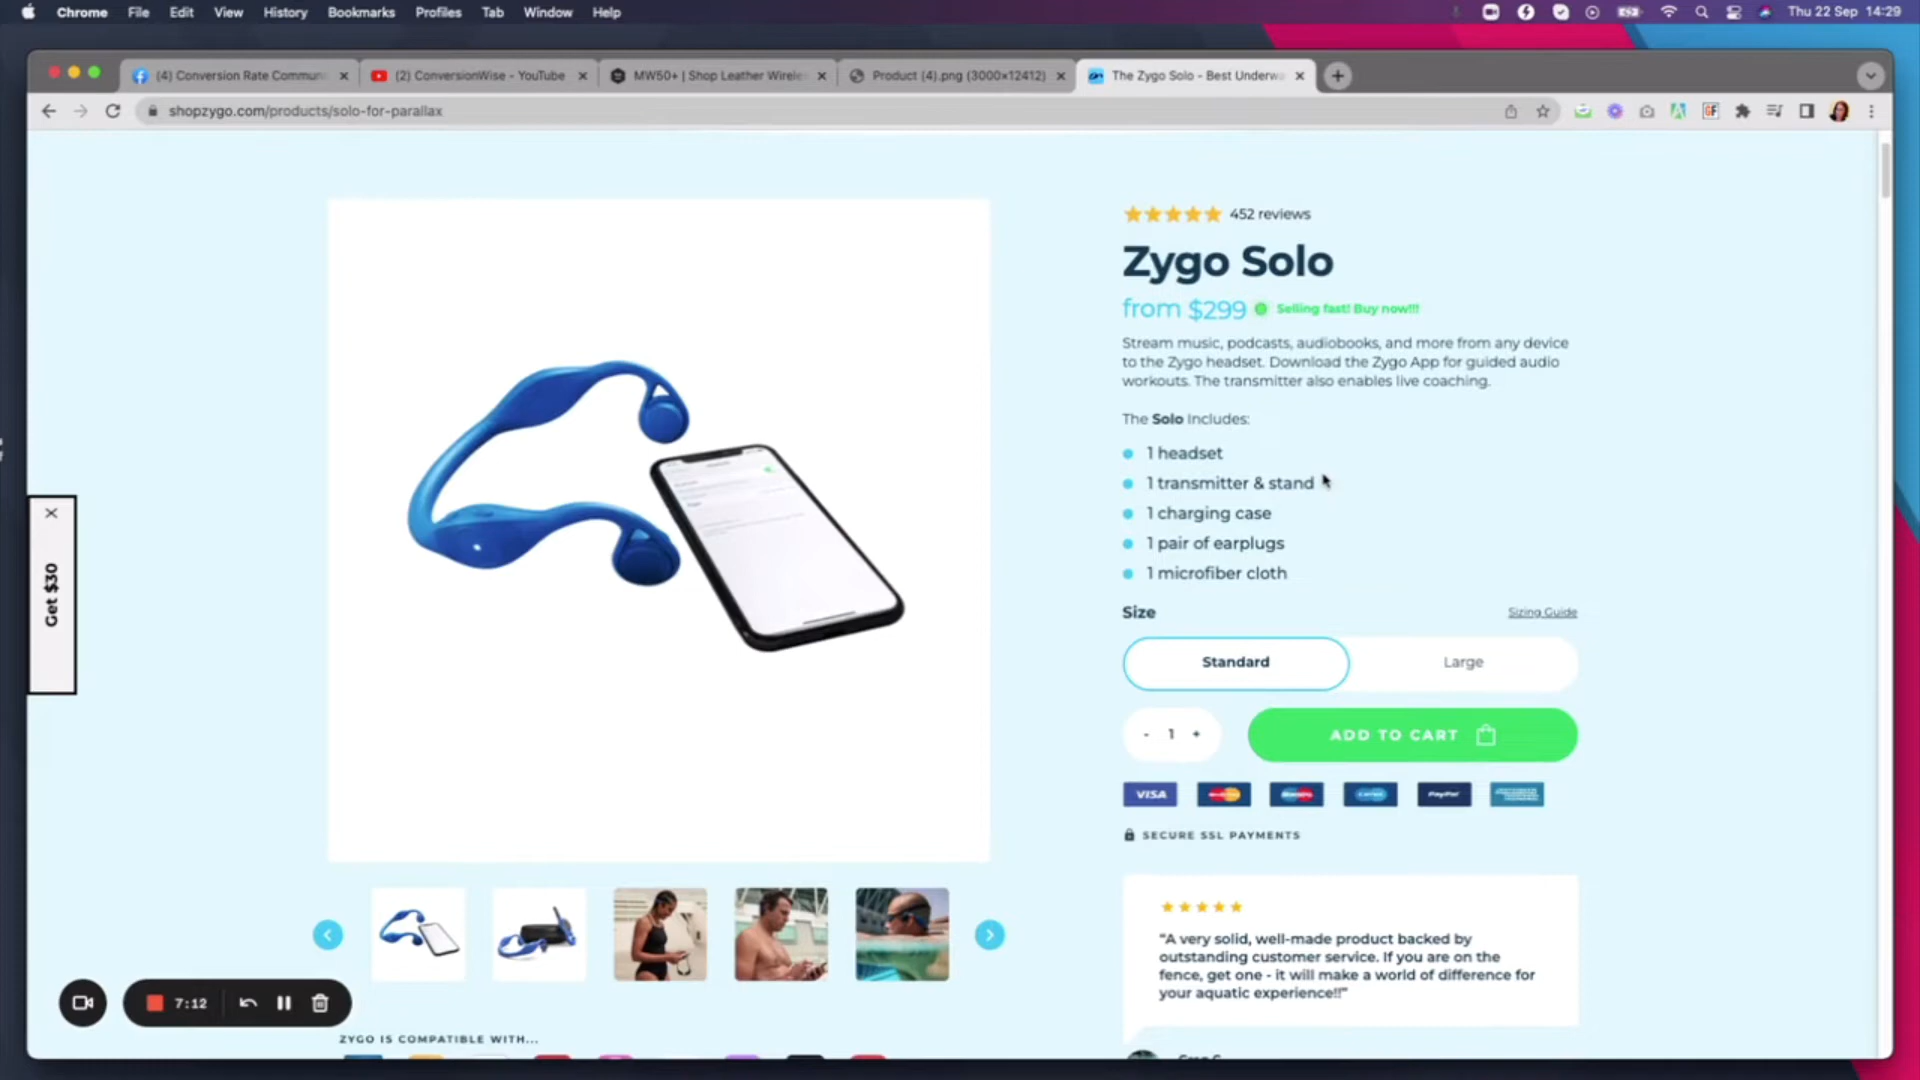 Chrome File Edit View History Bookmarks Profiles Tab Window Help
Thu 22 Sep 14:29
(4) Conversion Rate Commun
(2) ConversionWise - YouTube
MW50+ | Shop Leather Wirele
Product (4).png (3000×12412)
The Zygo Solo - Best Underwa
shopzygo.com/products/solo-for-parallax
452 reviews
Zygo Solo
from $299 Selling fast! Buy now!!!
Stream music, podcasts, audiobooks, and more from any device
to the Zygo headset. Download the Zygo App for guided audio
workouts. The transmitter also enables live coaching.
The Solo Includes:
1 headset
1 transmitter & stand
1 charging case
1 pair of earplugs
1 microfiber cloth
Size Sizing Guide
Standard Large
- 1 + ADD TO CART
VISA PayPal
SECURE SSL PAYMENTS
"A very solid, well-made product backed by
outstanding customer service. If you are on the
fence, get one - it will make a world of difference for
your aquatic experience!!"
Get $30
7:12
ZYGO IS COMPATIBLE WITH...